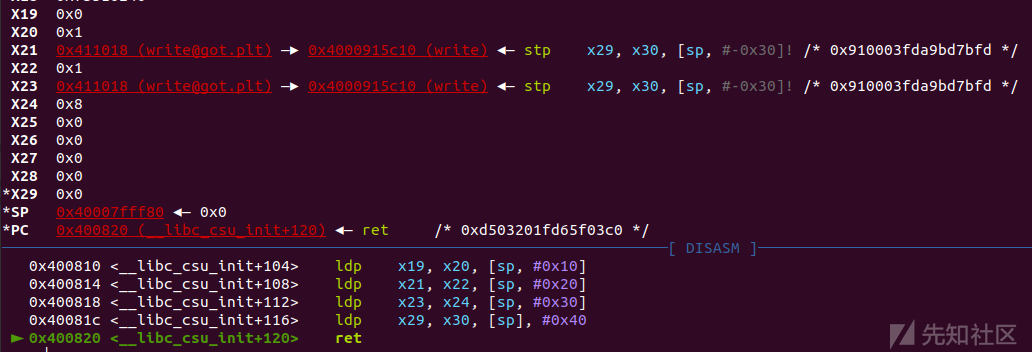 X19 0x0
X20 0x1
X21 0x411018 (write@got.plt) —▸ 0x4000915c10 (write) ◂— stp x29, x30, [sp, #-0x30]! /* 0x910003fda9bd7bfd */
X22 0x1
X23 0x411018 (write@got.plt) —▸ 0x4000915c10 (write) ◂— stp x29, x30, [sp, #-0x30]! /* 0x910003fda9bd7bfd */
X24 0x8
X25 0x0
X26 0x0
X27 0x0
X28 0x0
*X29 0x0
*SP 0x40007fff80 ◂— 0x0
*PC 0x400820 (__libc_csu_init+120) ◂— ret /* 0xd503201fd65f03c0 */
[ DISASM ]
0x400810 <__libc_csu_init+104> ldp x19, x20, [sp, #0x10]
0x400814 <__libc_csu_init+108> ldp x21, x22, [sp, #0x20]
0x400818 <__libc_csu_init+112> ldp x23, x24, [sp, #0x30]
0x40081c <__libc_csu_init+116> ldp x29, x30, [sp], #0x40
► 0x400820 <__libc_csu_init+120> ret
先知社区